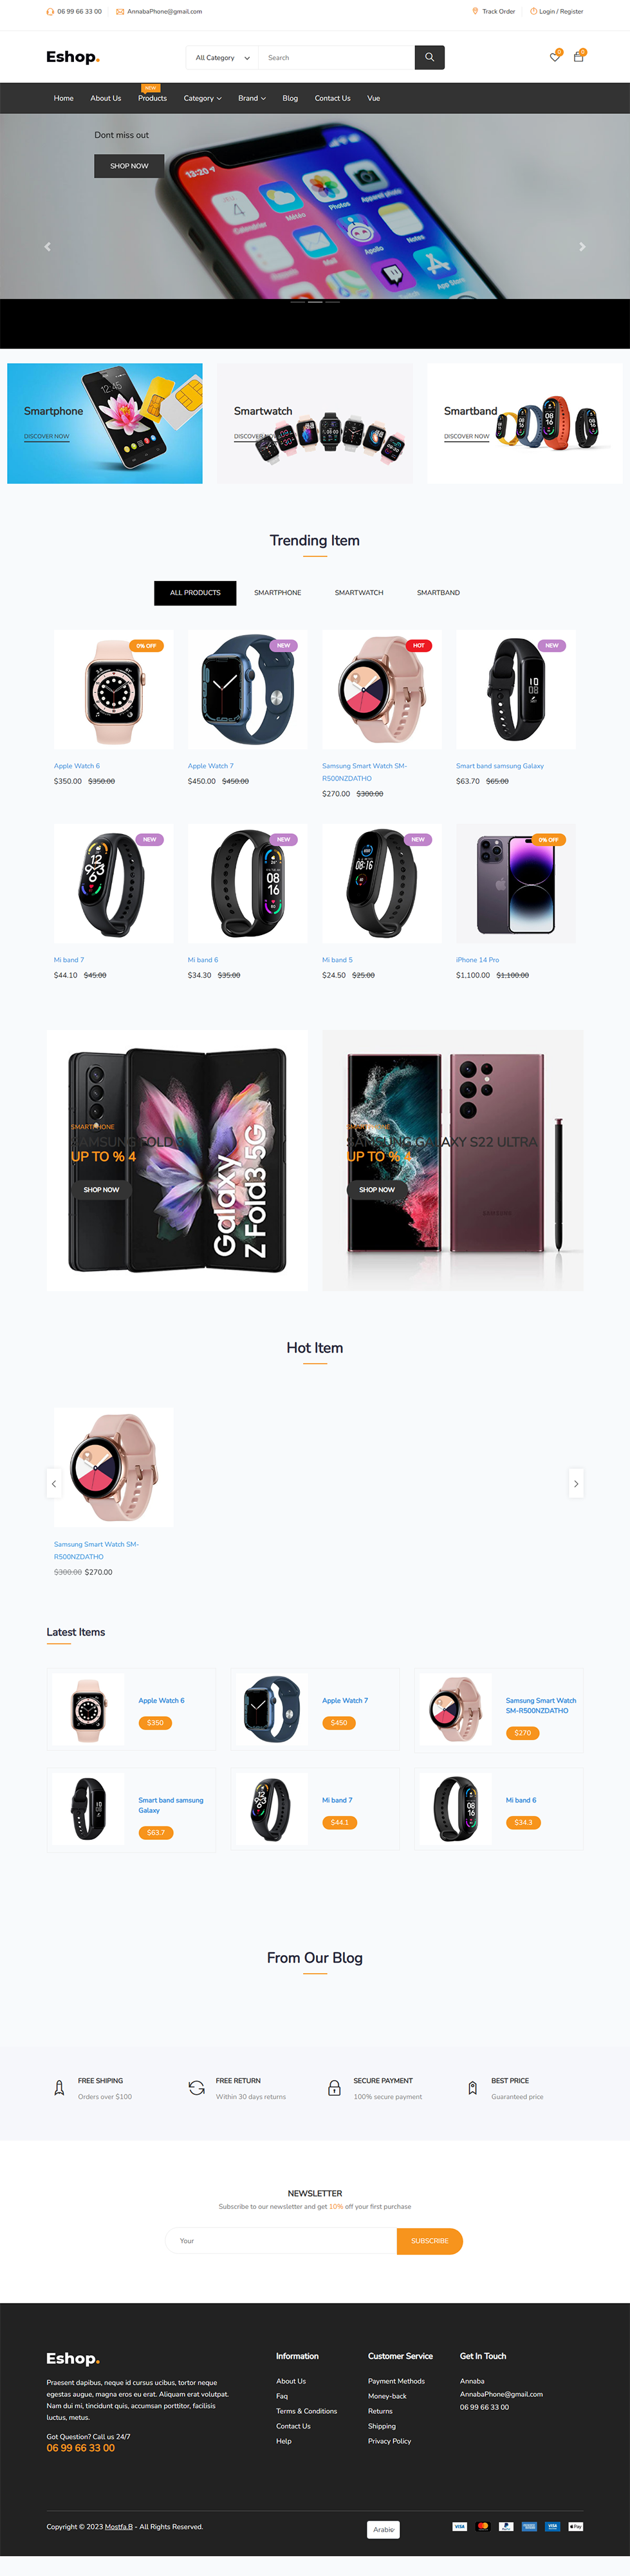 06 99 66 33 00
AnnabaPhone@gmail.com
Track Order
Login / Register
Eshop.
All Category
Search
0
0
NEW
Home
About Us
Products
Category
Brand
Blog
Contact Us
Vue
Dont miss out
SHOP NOW
Calendrier
Photos
Appareil
Météo
Notes
Apollo
Smartphone
DISCOVER NOW
Smartwatch
DISCOVER
Smartband
DISCOVER NOW
Trending Item
ALL PRODUCTS
SMARTPHONE
SMARTWATCH
SMARTBAND
0% OFF
NEW
HOT
NEW
Apple Watch 6
$350.00 $350.00
Apple Watch 7
$450.00 $450.00
Samsung Smart Watch SM-
R500NZDATHO
$270.00 $300.00
Smart band samsung Galaxy
$63.70 $65.00
NEW
NEW
NEW
0% OFF
Mi band 7
$44.10 $45.00
Mi band 6
$34.30 $35.00
Mi band 5
$24.50 $25.00
iPhone 14 Pro
$1,100.00 $1,100.00
SMARTPHONE
SAMSUNG FOLD
UP TO % 4
SHOP NOW
Galaxy
Z Fold3 5G
SMARTPHONE
SAMSUNG GALAXY S22 ULTRA
UP TO % 4
SHOP NOW
Hot Item
Samsung Smart Watch SM-
R500NZDATHO
$300.00 $270.00
Latest Items
Apple Watch 6
$350
Apple Watch 7
$450
Samsung Smart Watch
SM-R500NZDATHO
$270
Smart band samsung
Galaxy
$63.7
Mi band 7
$44.1
Mi band 6
$34.3
From Our Blog
FREE SHIPING
Orders over $100
FREE RETURN
Within 30 days returns
SECURE PAYMENT
100% secure payment
BEST PRICE
Guaranteed price
NEWSLETTER
Subscribe to our newsletter and get 10% off your first purchase
Your
SUBSCRIBE
Eshop.
Praesent dapibus, neque id cursus ucibus, tortor neque
egestas augue, magna eros eu erat. Aliquam erat volutpat.
Nam dui mi, tincidunt quis, accumsan porttitor, facilisis
luctus, metus.
Got Question? Call us 24/7
06 99 66 33 00
Information
About Us
Faq
Terms & Conditions
Contact Us
Help
Customer Service
Payment Methods
Money-back
Returns
Shipping
Privacy Policy
Get In Touch
Annaba
AnnabaPhone@gmail.com
06 99 66 33 00
Copyright © 2023 Mostfa.B - All Rights Reserved.
Arabic
VISA
PayPal
VISA
Pay